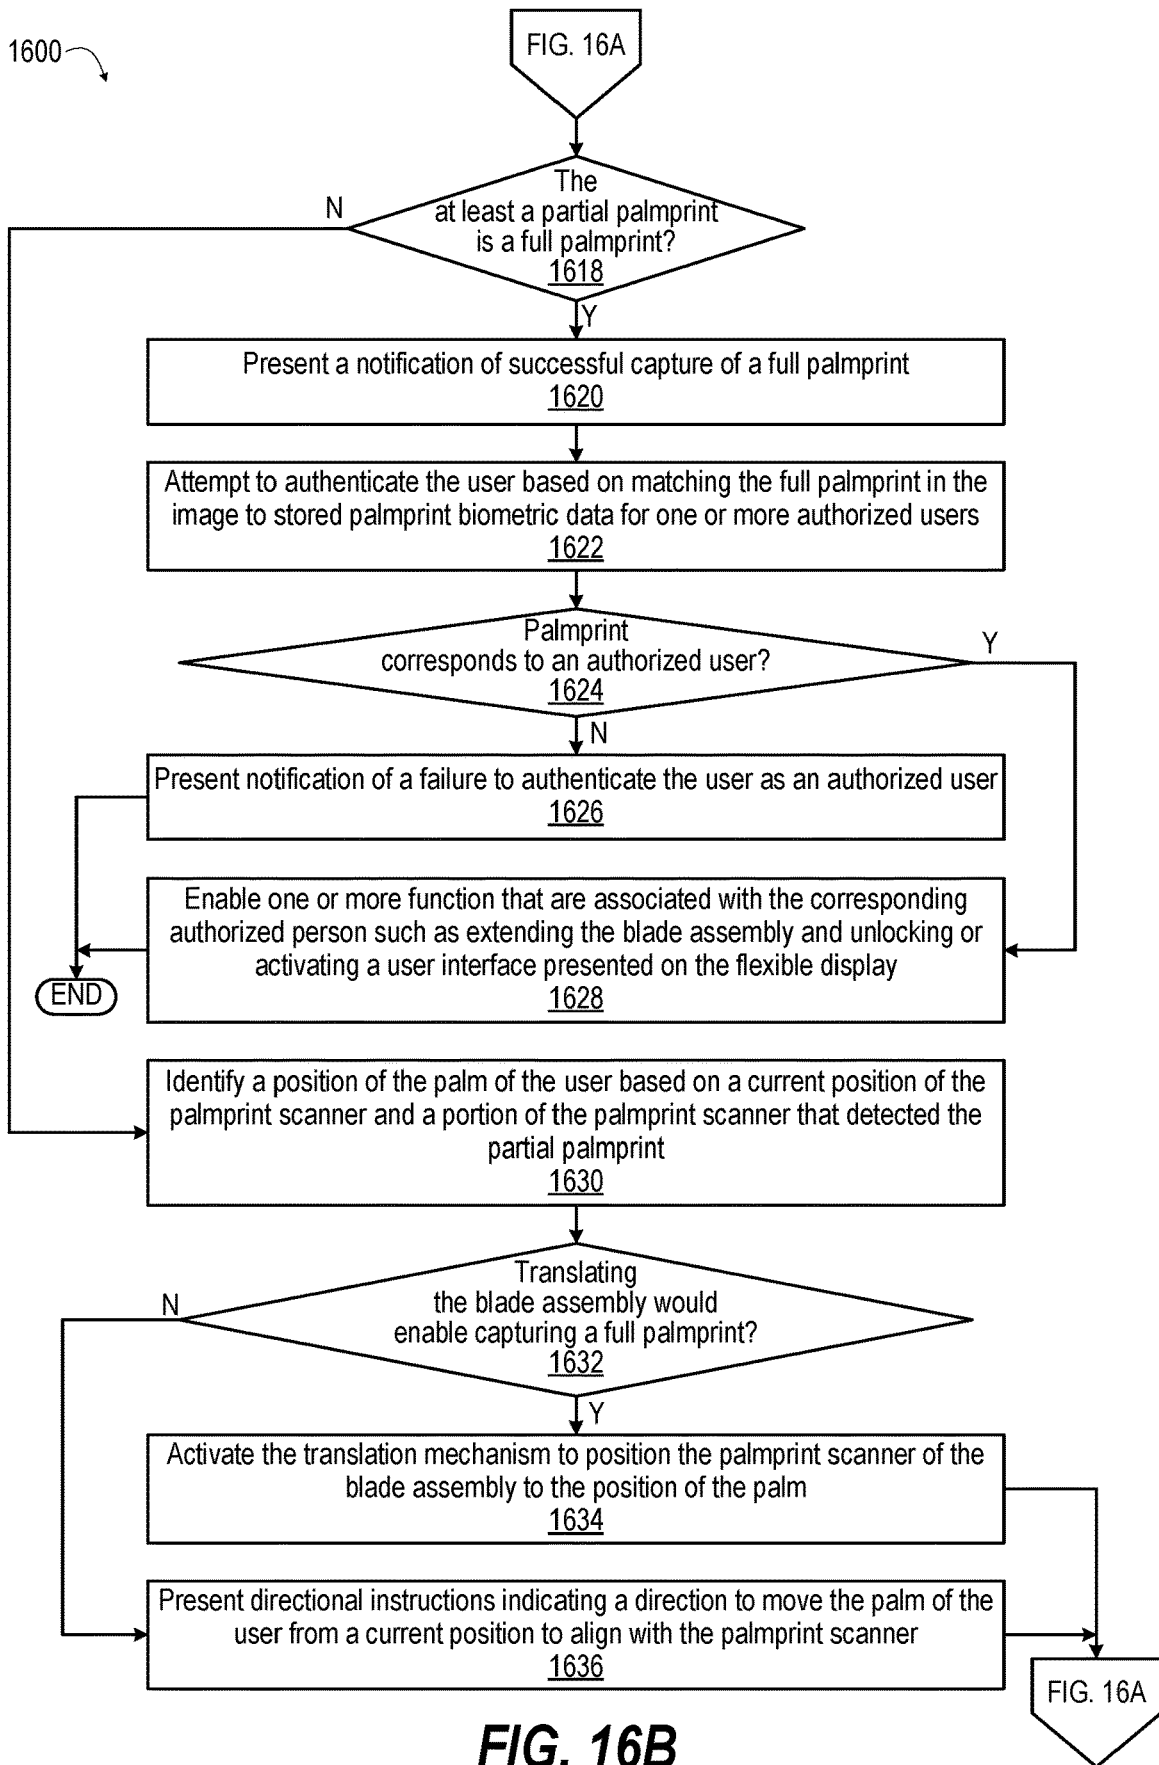 1600
FIG. 16A
The
at least a partial palmprint
is a full palmprint?
1618
N
Y
Present a notification of successful capture of a full palmprint
1620
Attempt to authenticate the user based on matching the full palmprint in the
image to stored palmprint biometric data for one or more authorized users
1622
Palmprint
corresponds to an authorized user?
1624
Y
N
Present notification of a failure to authenticate the user as an authorized user
1626
Enable one or more function that are associated with the corresponding
authorized person such as extending the blade assembly and unlocking or
activating a user interface presented on the flexible display
1628
END
Identify a position of the palm of the user based on a current position of the
palmprint scanner and a portion of the palmprint scanner that detected the
partial palmprint
1630
Translating
the blade assembly would
enable capturing a full palmprint?
1632
N
Y
Activate the translation mechanism to position the palmprint scanner of the
blade assembly to the position of the palm
1634
Present directional instructions indicating a direction to move the palm of the
user from a current position to align with the palmprint scanner
1636
FIG. 16A
FIG. 16B